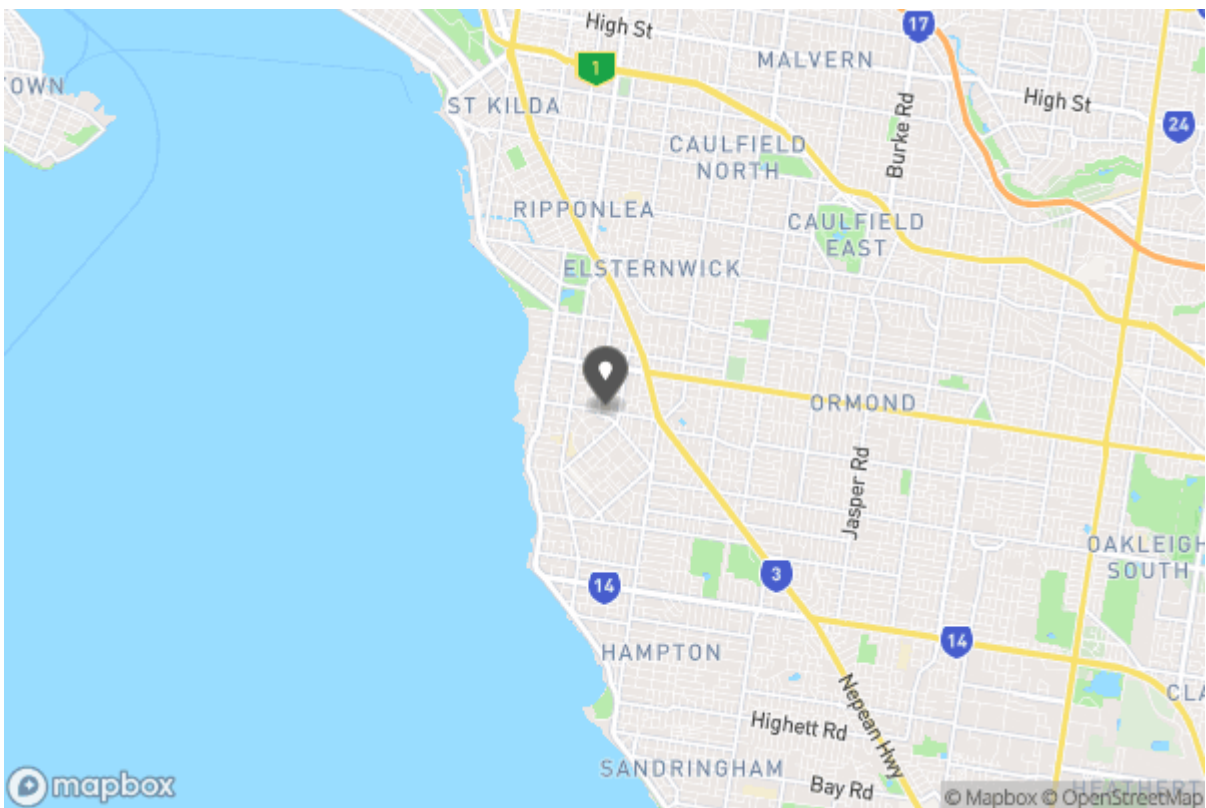 High St
17
MALVERN
OWN
1
ST KILDA
High St
24
Burke Rd
CAULFIELD
NORTH
RIPPONLEA
CAULFIELD
EAST
ELSTERNWICK
ORMOND
Jasper Rd
OAKLEIGH
SOUTH
3
14
14
HAMPTON
Nepean Hwy
CLA
Highett Rd
SANDRINGHAM
Bay Rd
HEATHERT
mapbox
© Mapbox © OpenStreetMap